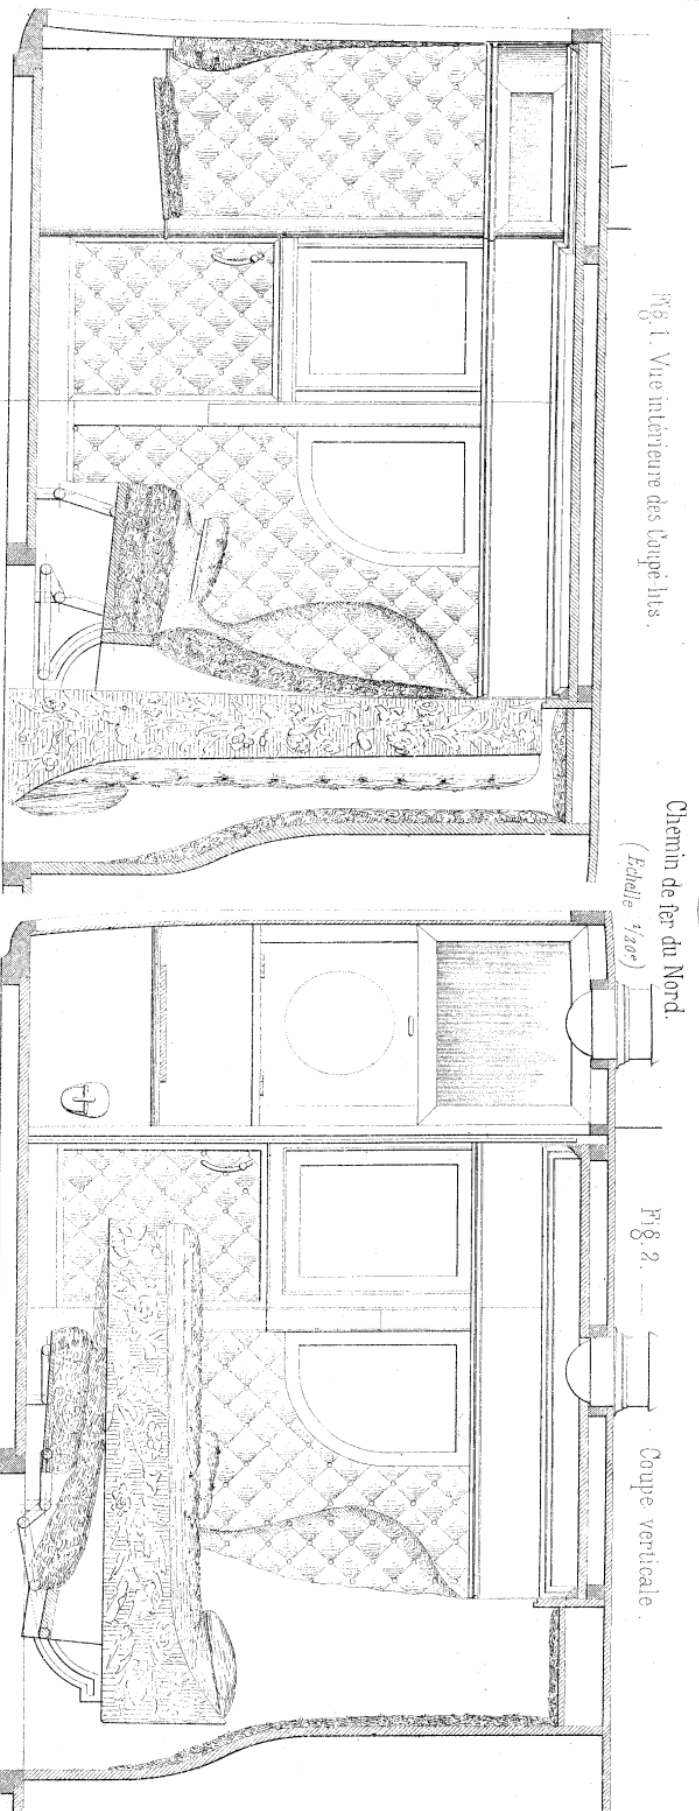 Chemin de fer du Nord.
(Echelle 1/20e)
Fig. 1. Vue intérieure des Coupé-lits.
Fig. 2. — Coupe verticale.